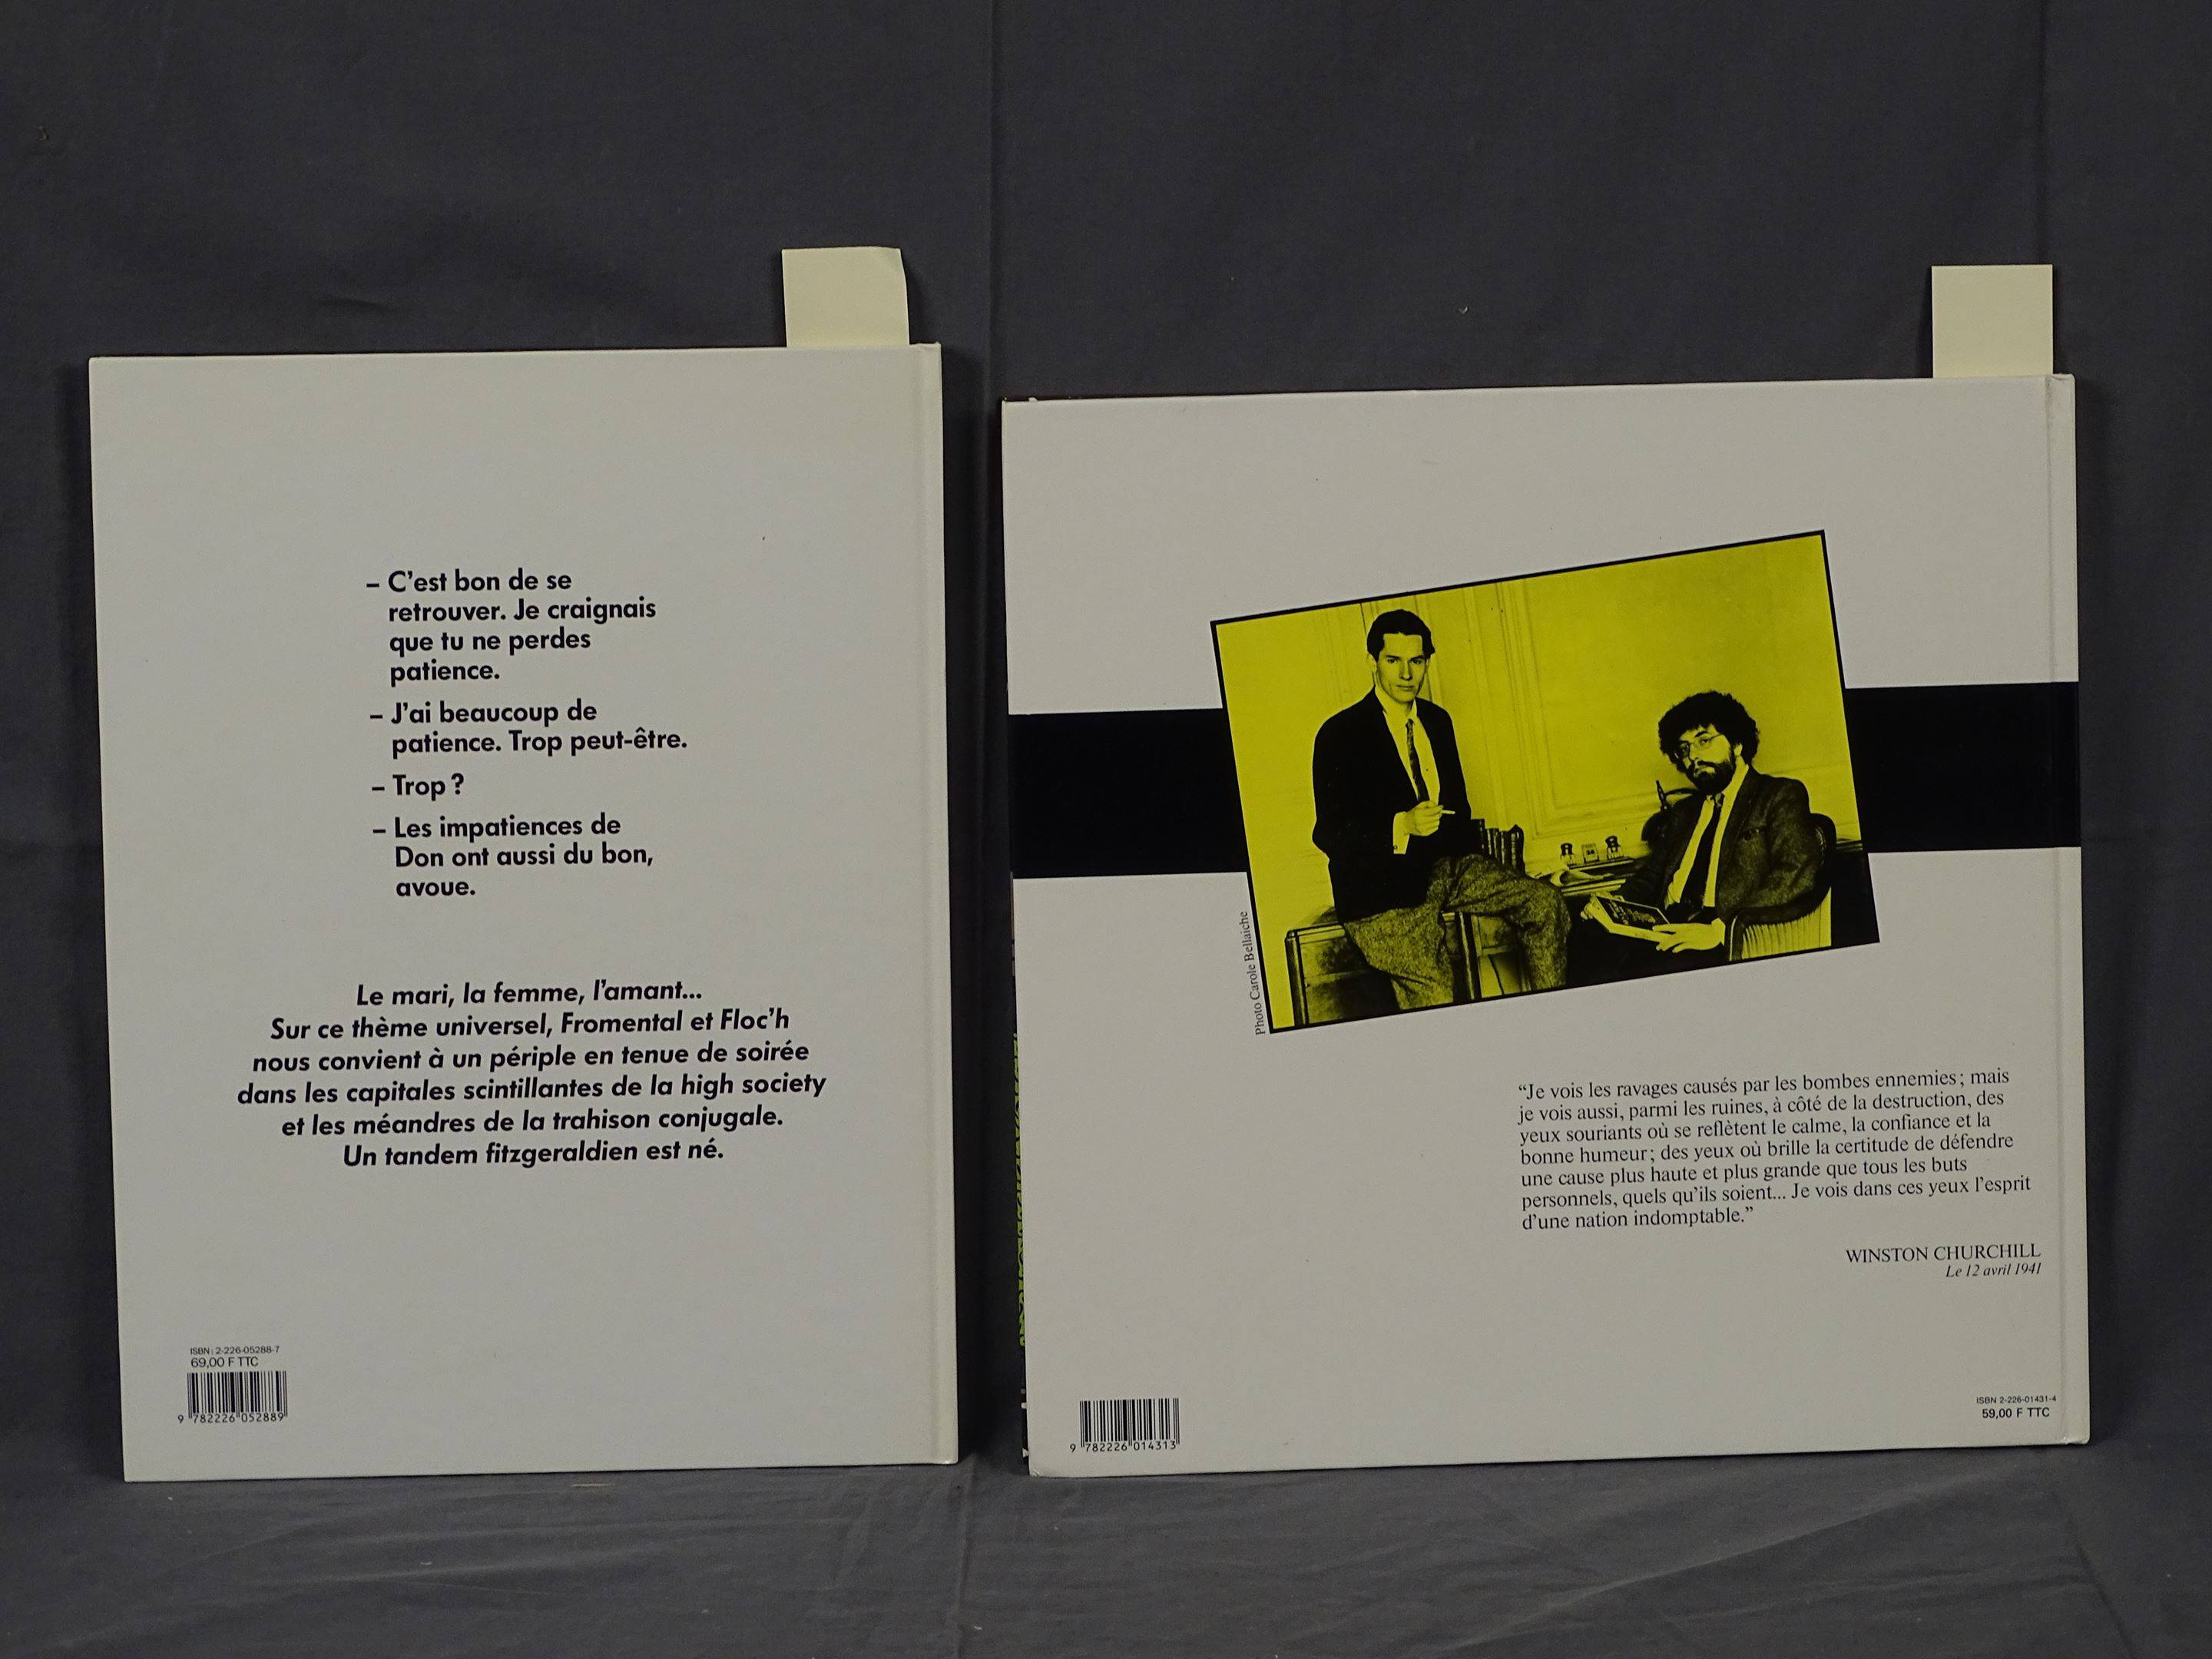 – C'est bon de se
retrouver. Je craignais
que tu ne perdes
patience.
– J'ai beaucoup de
patience. Trop peut-être.
– Trop ?
– Les impatiences de
Don ont aussi du bon,
avoue.
Le mari, la femme, l'amant...
Sur ce thème universel, Fromental et Floc'h
nous convient à un périple en tenue de soirée
dans les capitales scintillantes de la high society
et les méandres de la trahison conjugale.
Un tandem fitzgeraldien est né.
ISBN : 2-226-05288-7
69,00 F TTC
9 782226 052889
Photo Carole Bellaiche
“Je vois les ravages causés par les bombes ennemies ; mais
je vois aussi, parmi les ruines, à côté de la destruction, des
yeux souriants où se reflètent le calme, la confiance et la
bonne humeur ; des yeux où brille la certitude de défendre
une cause plus haute et plus grande que tous les buts
personnels, quels qu'ils soient... Je vois dans ces yeux l'esprit
d'une nation indomptable.”
WINSTON CHURCHILL
Le 12 avril 1941
9 782226 014313
ISBN 2-226-01431-4
59,00 F TTC